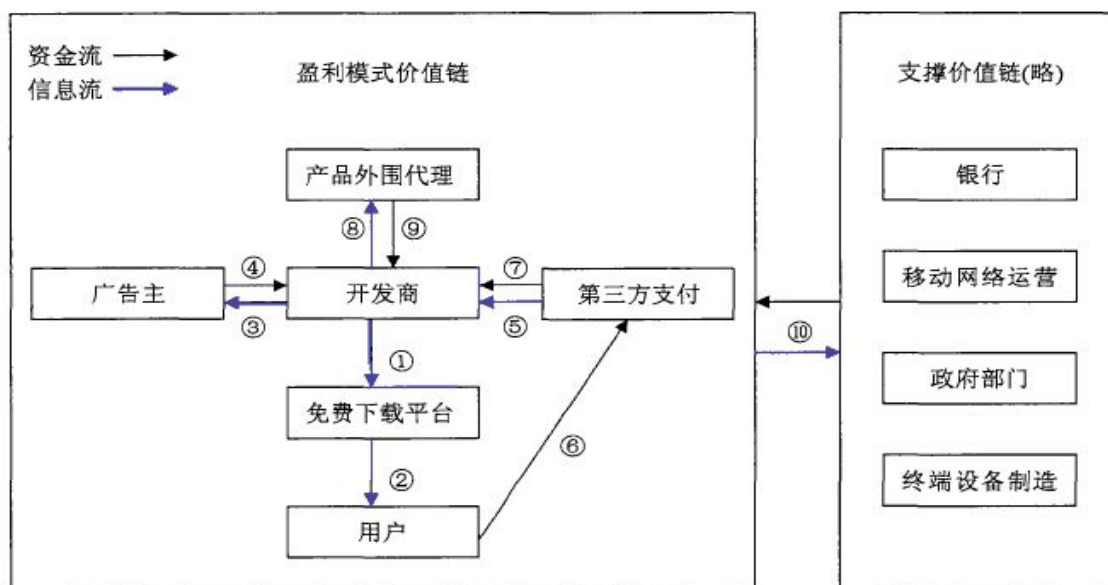 资金流
信息流
盈利模式价值链
支撑价值链(略)
产品外围代理
银行
⑧
⑨
移动网络运营
广告主
④
③
开发商
⑦
⑤
第三方支付
⑩
①
政府部门
免费下载平台
⑥
②
终端设备制造
用户